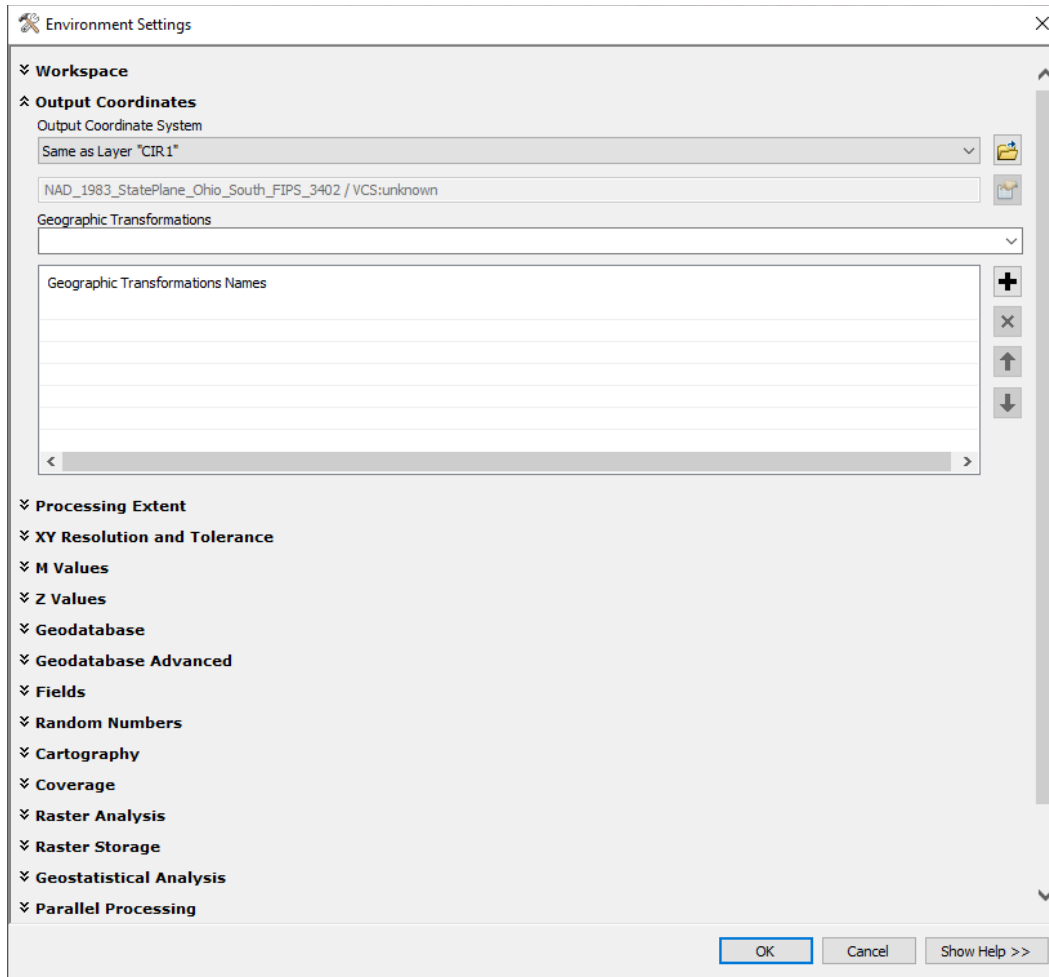 Environment Settings
Workspace
Output Coordinates
Output Coordinate System
Same as Layer "CIR1"
NAD_1983_StatePlane_Ohio_South_FIPS_3402 / VCS:unknown
Geographic Transformations
Geographic Transformations Names
Processing Extent
XY Resolution and Tolerance
M Values
Z Values
Geodatabase
Geodatabase Advanced
Fields
Random Numbers
Cartography
Coverage
Raster Analysis
Raster Storage
Geostatistical Analysis
Parallel Processing
OK Cancel Show Help >>